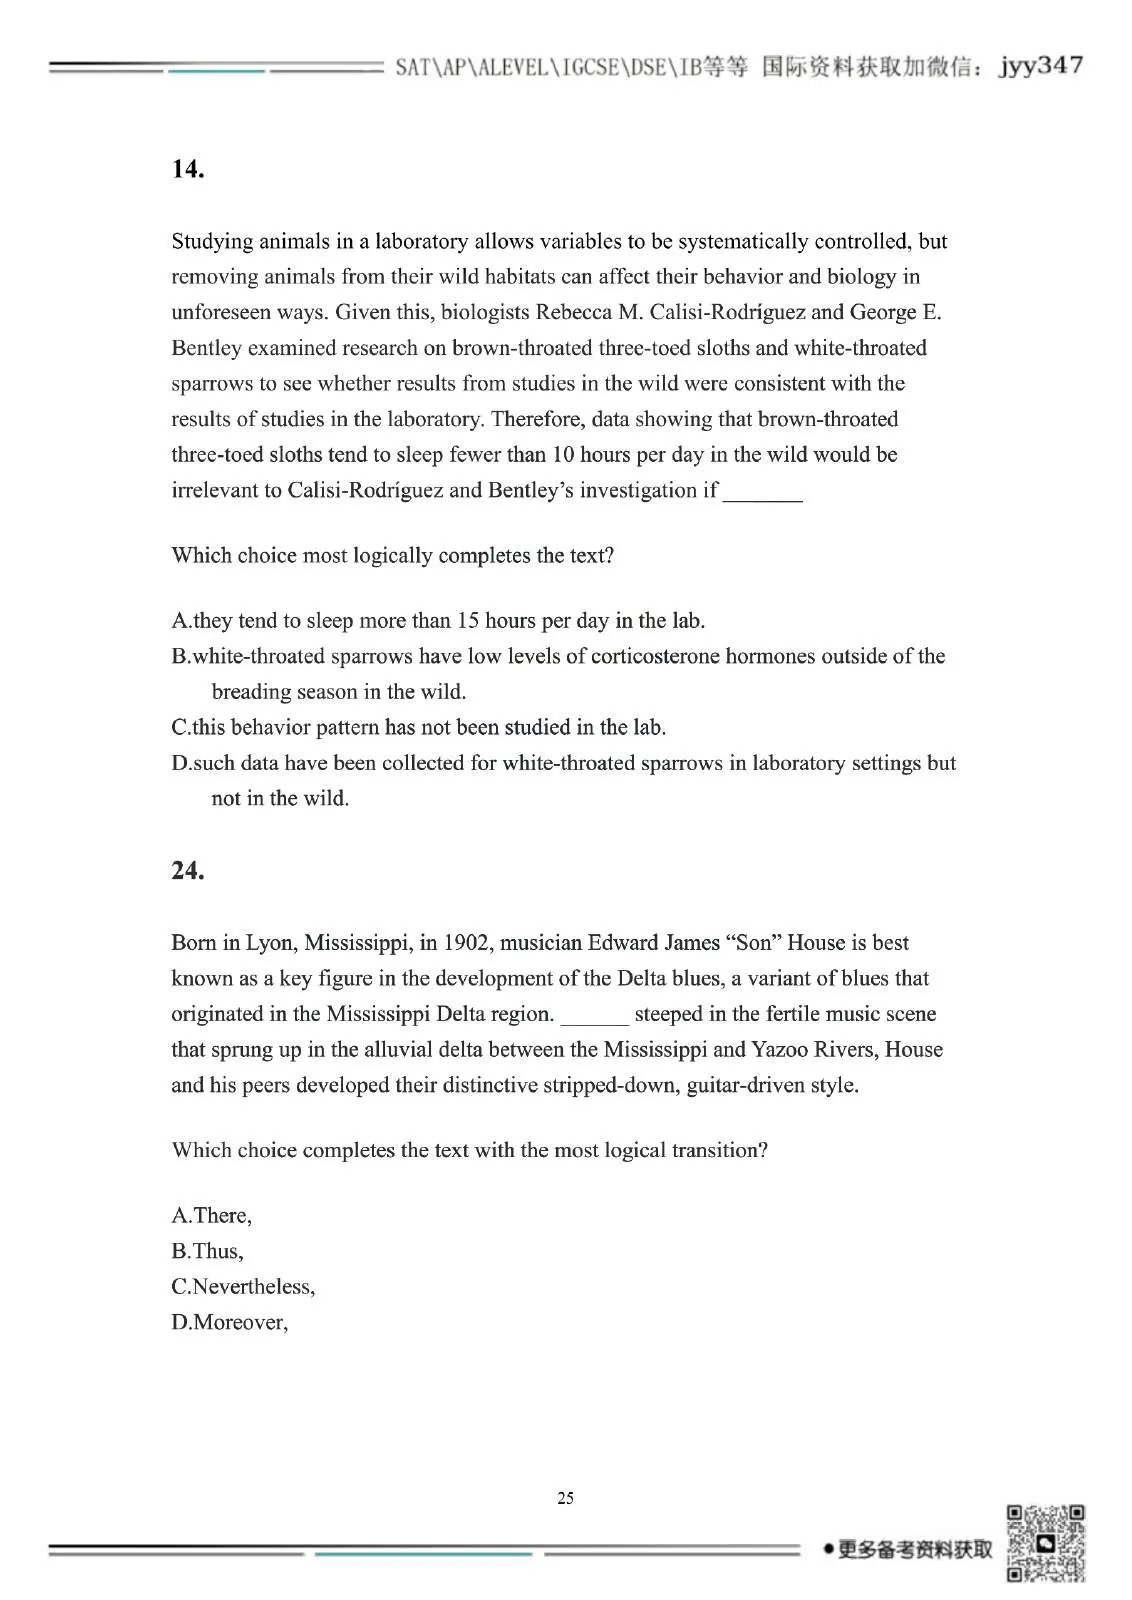 SAT\AP\ALEVEL\IGCSE\DSE\IB等等 国际资料获取加微信：jyy347
14.
Studying animals in a laboratory allows variables to be systematically controlled, but
removing animals from their wild habitats can affect their behavior and biology in
unforeseen ways. Given this, biologists Rebecca M. Calisi-Rodríguez and George E.
Bentley examined research on brown-throated three-toed sloths and white-throated
sparrows to see whether results from studies in the wild were consistent with the
results of studies in the laboratory. Therefore, data showing that brown-throated
three-toed sloths tend to sleep fewer than 10 hours per day in the wild would be
irrelevant to Calisi-Rodríguez and Bentley’s investigation if _______
Which choice most logically completes the text?
A.they tend to sleep more than 15 hours per day in the lab.
B.white-throated sparrows have low levels of corticosterone hormones outside of the
breading season in the wild.
C.this behavior pattern has not been studied in the lab.
D.such data have been collected for white-throated sparrows in laboratory settings but
not in the wild.
24.
Born in Lyon, Mississippi, in 1902, musician Edward James “Son” House is best
known as a key figure in the development of the Delta blues, a variant of blues that
originated in the Mississippi Delta region. ______ steeped in the fertile music scene
that sprung up in the alluvial delta between the Mississippi and Yazoo Rivers, House
and his peers developed their distinctive stripped-down, guitar-driven style.
Which choice completes the text with the most logical transition?
A.There,
B.Thus,
C.Nevertheless,
D.Moreover,
25
●更多备考资料获取